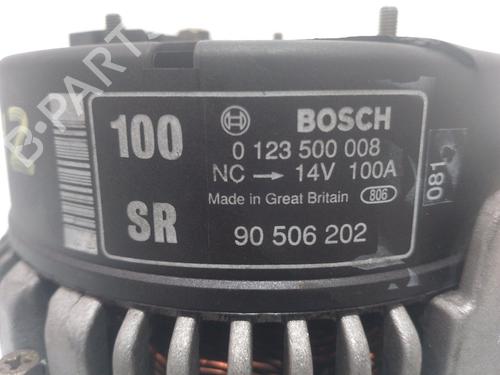 2
B-PARTS
100
BOSCH
0 123 500 008
NC → 14V 100A
Made in Great Britain 806
SR
90 506 202
081